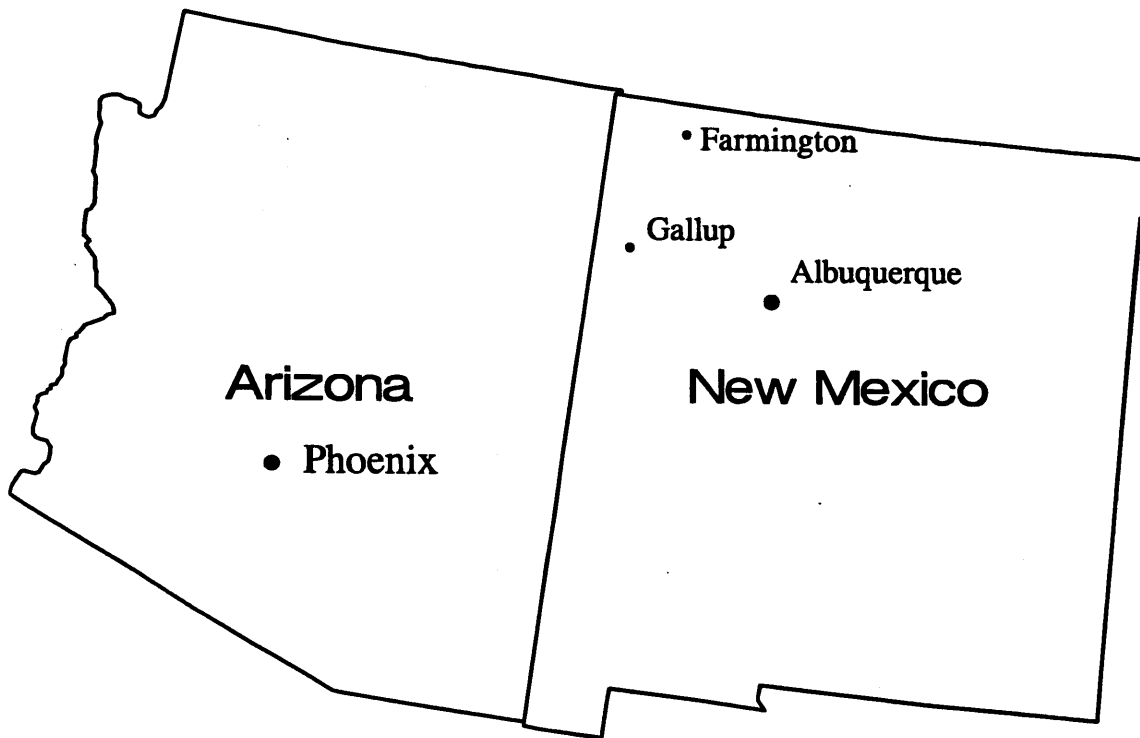 Farmington
Gallup
Albuquerque
Arizona
New Mexico
Phoenix